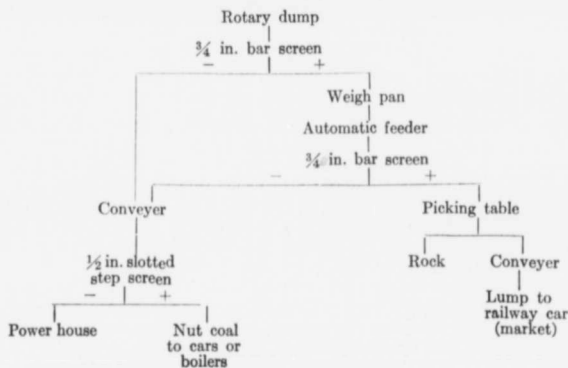 Rotary dump
¾ in. bar screen
− +
Weigh pan
Automatic feeder
¾ in. bar screen
− +
Conveyer Picking table
½ in. slotted
step screen
− +
Rock Conveyer
Lump to
railway car
(market)
Power house Nut coal
to cars or
boilers